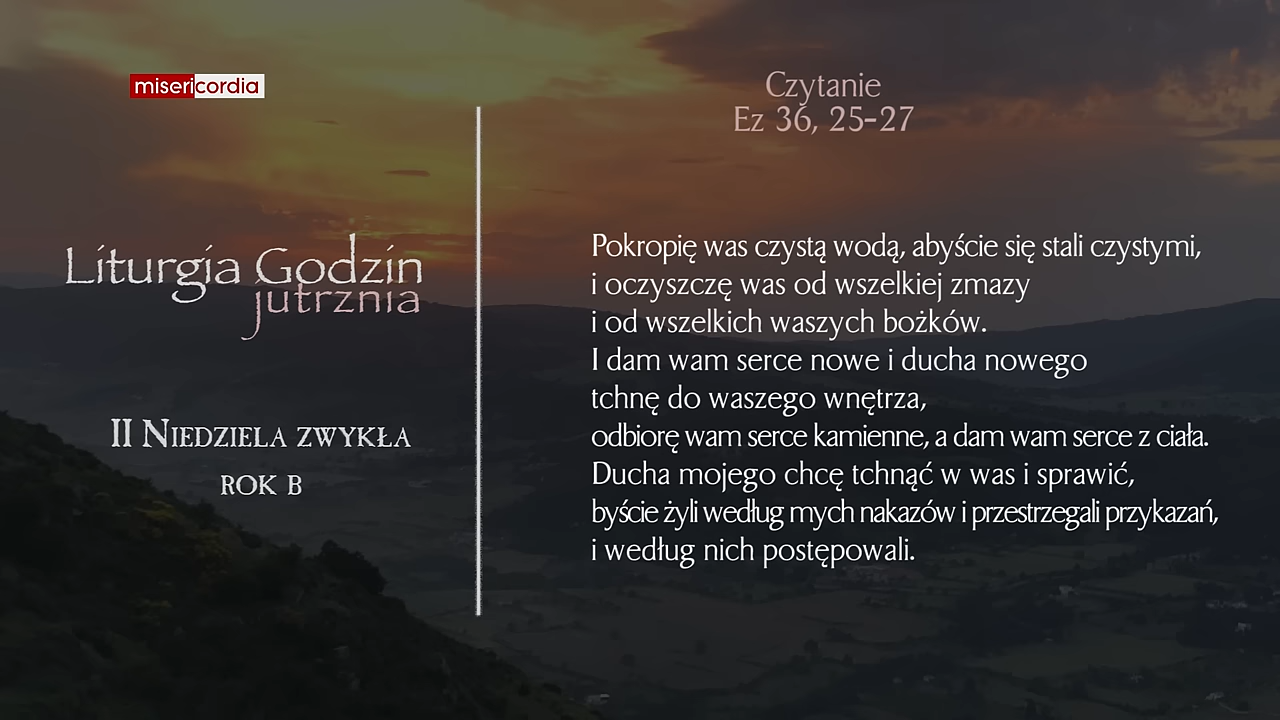 misericordia
Liturgia Godzin
jutrznia
II Niedziela zwykła
rok B
Czytanie
Ez 36, 25-27
Pokropię was czystą wodą, abyście się stali czystymi,
i oczyszczę was od wszelkiej zmazy
i od wszelkich waszych bożków.
I dam wam serce nowe i ducha nowego
tchnę do waszego wnętrza,
odbiorę wam serce kamienne, a dam wam serce z ciała.
Ducha mojego chcę tchnąć w was i sprawić,
byście żyli według mych nakazów i przestrzegali przykazań,
i według nich postępowali.